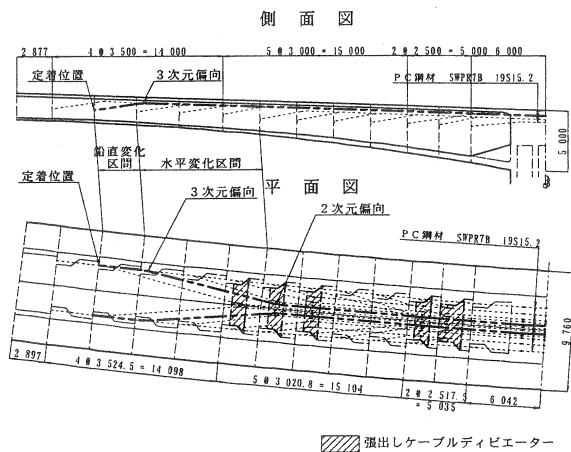 側面図
2 877
4@3 500 = 14 000
5@3 000 = 15 000
2@2 500 = 5 000
6 000
定着位置
3次元偏向
PC鋼材 SWPR7B 19S15.2
5 000
鉛直変化
区間
水平変化区間
定着位置
平面図
3次元偏向
2次元偏向
PC鋼材 SWPR7B 19S15.2
9 760
2 897
4@3 524.5 = 14 098
5@3 020.8 = 15 104
2@2 517.5
= 5 035
6 042
張出しケーブルディビエーター